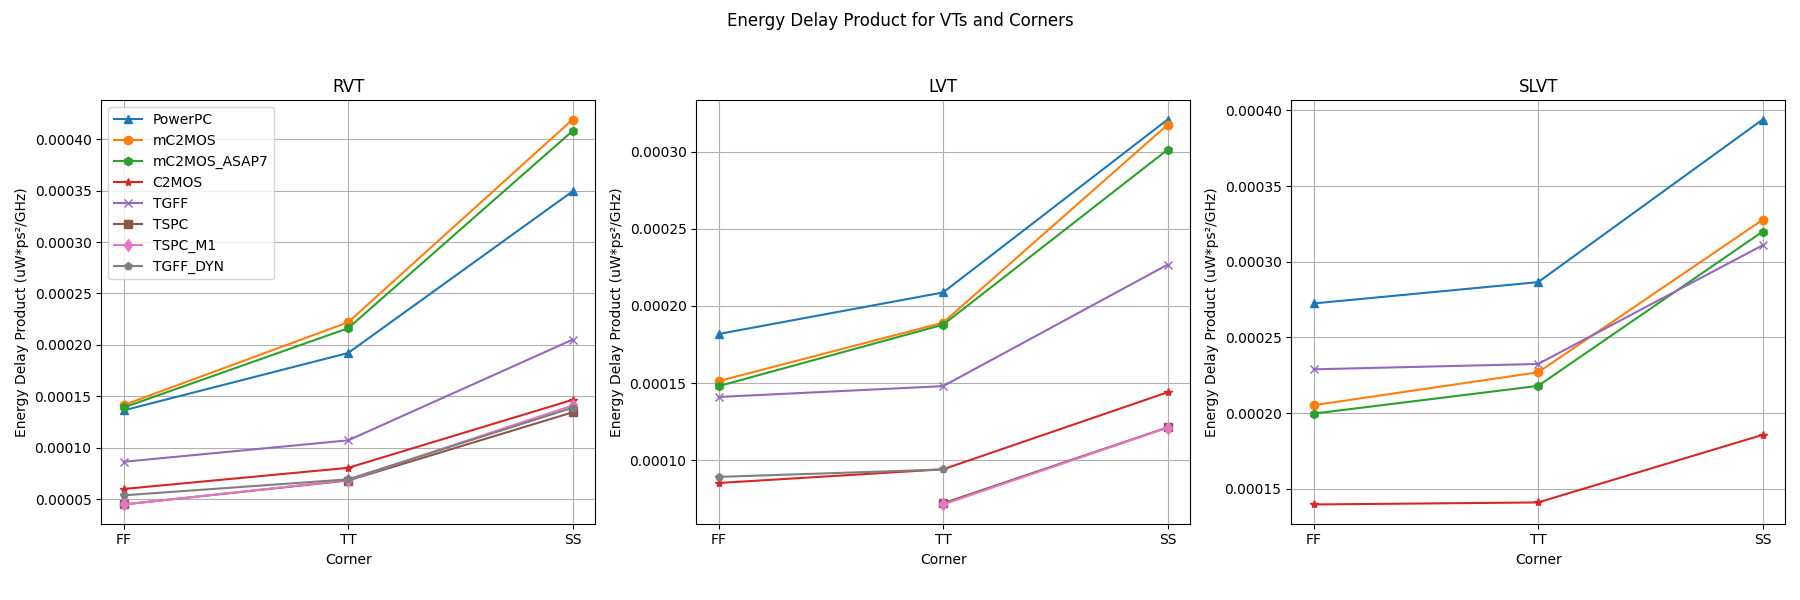 Energy Delay Product for VTs and Corners
RVT
Energy Delay Product (uW*ps²/GHz)
0.00040
0.00035
0.00030
0.00025
0.00020
0.00015
0.00010
0.00005
PowerPC
mC2MOS
mC2MOS_ASAP7
C2MOS
TGFF
TSPC
TSPC_M1
TGFF_DYN
FF TT SS
Corner
LVT
Energy Delay Product (uW*ps²/GHz)
0.00030
0.00025
0.00020
0.00015
0.00010
FF TT SS
Corner
SLVT
Energy Delay Product (uW*ps²/GHz)
0.00040
0.00035
0.00030
0.00025
0.00020
0.00015
FF TT SS
Corner